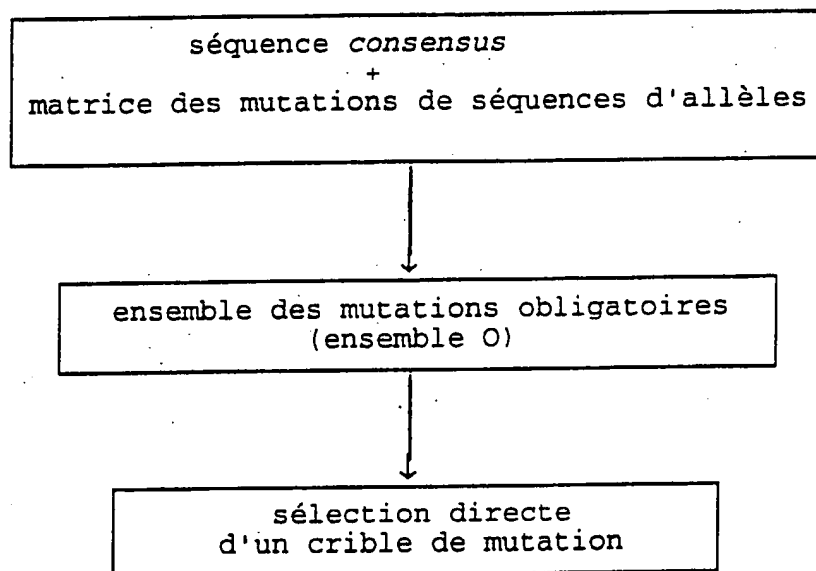 séquence consensus
+
matrice des mutations de séquences d'allèles
ensemble des mutations obligatoires
(ensemble O)
sélection directe
d'un crible de mutation